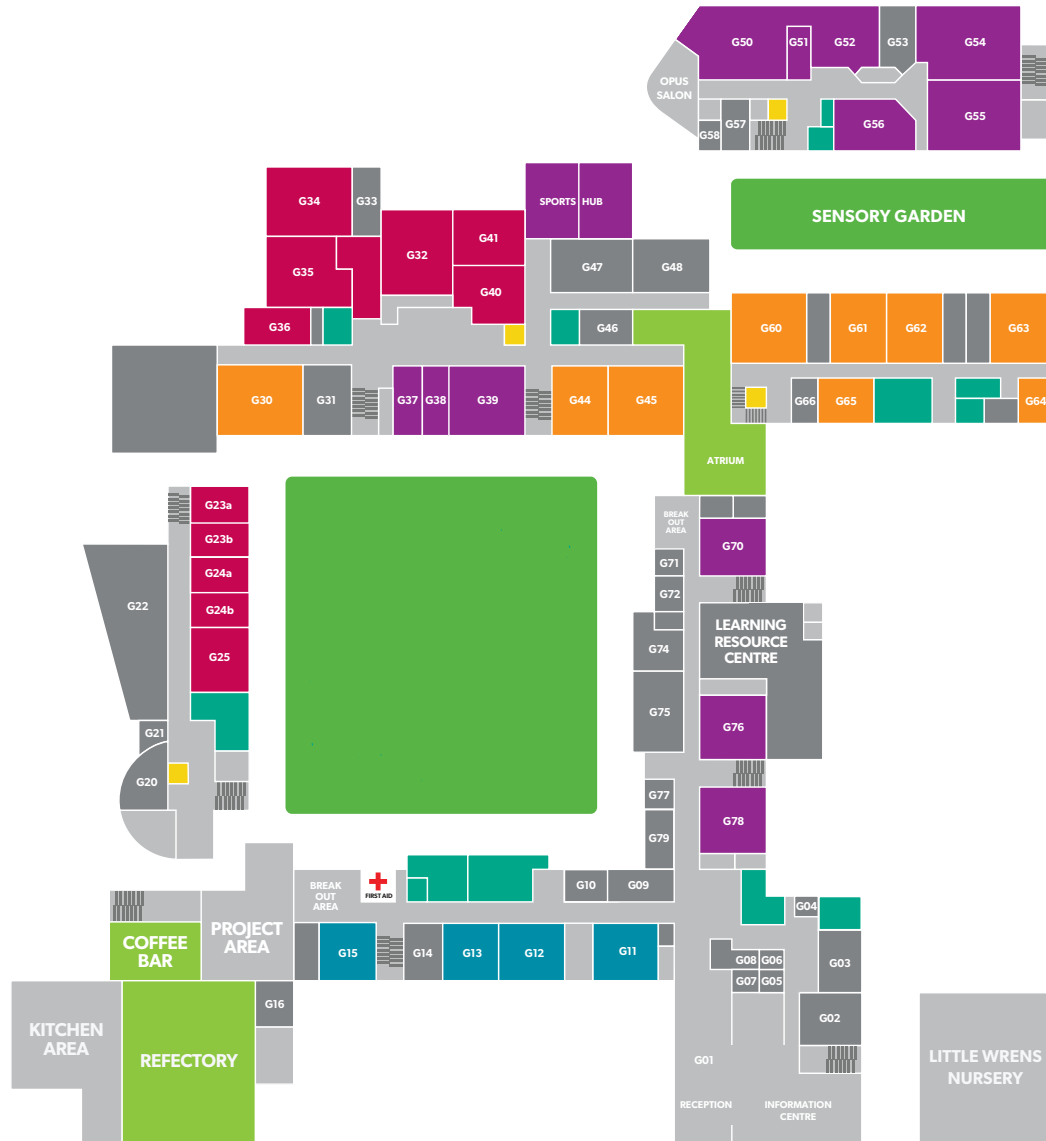 G50
G51
G52
G53
G54
OPUS
SALON
G58
G57
G56
G55
SENSORY GARDEN
G34
G33
G32
G41
SPORTS HUB
G35
G40
G47
G48
G36
G46
G60
G61
G62
G63
G30
G31
G37
G38
G39
G44
G45
G66
G65
G64
ATRIUM
G23a
G23b
G24a
G24b
G25
G22
G21
G20
BREAK
OUT
AREA
G70
G71
G72
LEARNING
RESOURCE
CENTRE
G74
G75
G76
G77
G78
G79
BREAK
OUT
AREA
FIRST AID
G10
G09
G04
COFFEE
BAR
PROJECT
AREA
G15
G14
G13
G12
G11
G08
G06
G07
G05
G03
G02
G16
KITCHEN
AREA
REFECTORY
G01
RECEPTION
INFORMATION
CENTRE
LITTLE WRENS
NURSERY